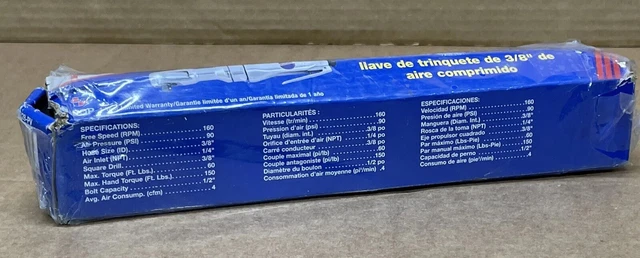 llave de trinquete de 3/8" de
aire comprimido
Limited Warranty/Garantie limitée d'un an/Garantía limitada de 1 año
SPECIFICATIONS:
Free Speed (RPM) 160
Air Pressure (PSI) 90
Hose Size (ID) 3/8"
Air Inlet (NPT) 1/4"
Square Drill 3/8"
Max. Torque (Ft. Lbs.) 60
Max. Hand Torque (Ft. Lbs.) 150
Bolt Capacity 1/2"
Avg. Air Consump. (cfm) 4
PARTICULARITÉS:
Vitesse (tr/min) 160
Pression d'air (psi) 90
Tuyau (diam. int.) 3/8 po
Orifice d'entrée d'air (NPT) 1/4 po
Carré conducteur 3/8 po
Couple maximal (pi/lb) 60
Couple antagoniste (pi/lb) 150
Diamètre du boulon 1/2 po
Consommation d'air moyenne (pi³/min) 4
ESPECIFICACIONES:
Velocidad (RPM) 160
Presión de aire (PSI) 90
Manguera (Diam. Int.) 3/8"
Rosca de la toma (NPT) 1/4"
Eje propulsor cuadrado 3/8"
Par máximo (Lbs-Pie) 60
Par manual máximo (Lbs-Pie) 150
Capacidad de perno 1/2"
Consumo de aire (pie³/min) 4